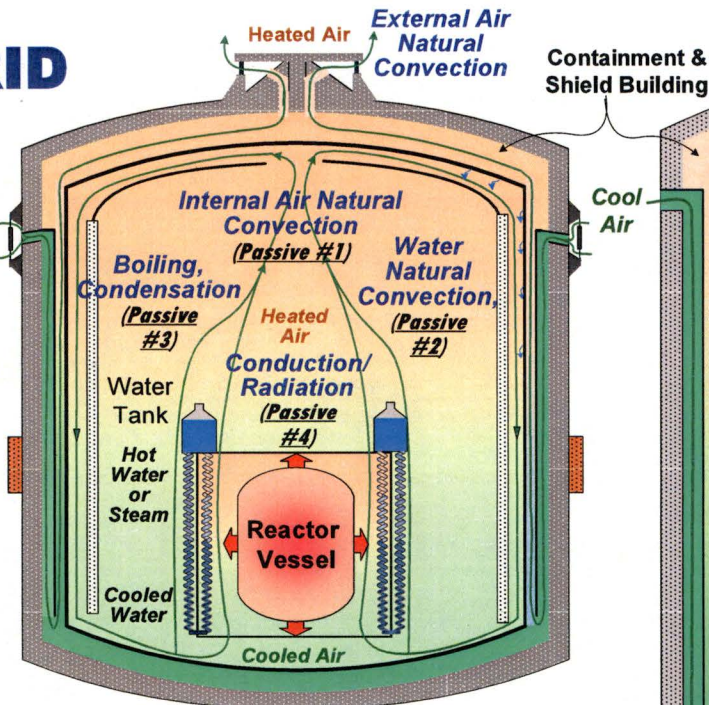 RID
Heated Air
External Air
Natural
Convection
Containment &
Shield Building
Internal Air Natural
Convection
(Passive #1)
Cool
Air
Boiling,
Condensation
(Passive
#3)
Water
Natural
Convection,
(Passive
#2)
Heated
Air
Conduction/
Radiation
(Passive
#4)
Water
Tank
Hot
Water
or
Steam
Reactor
Vessel
Cooled
Water
Cooled Air